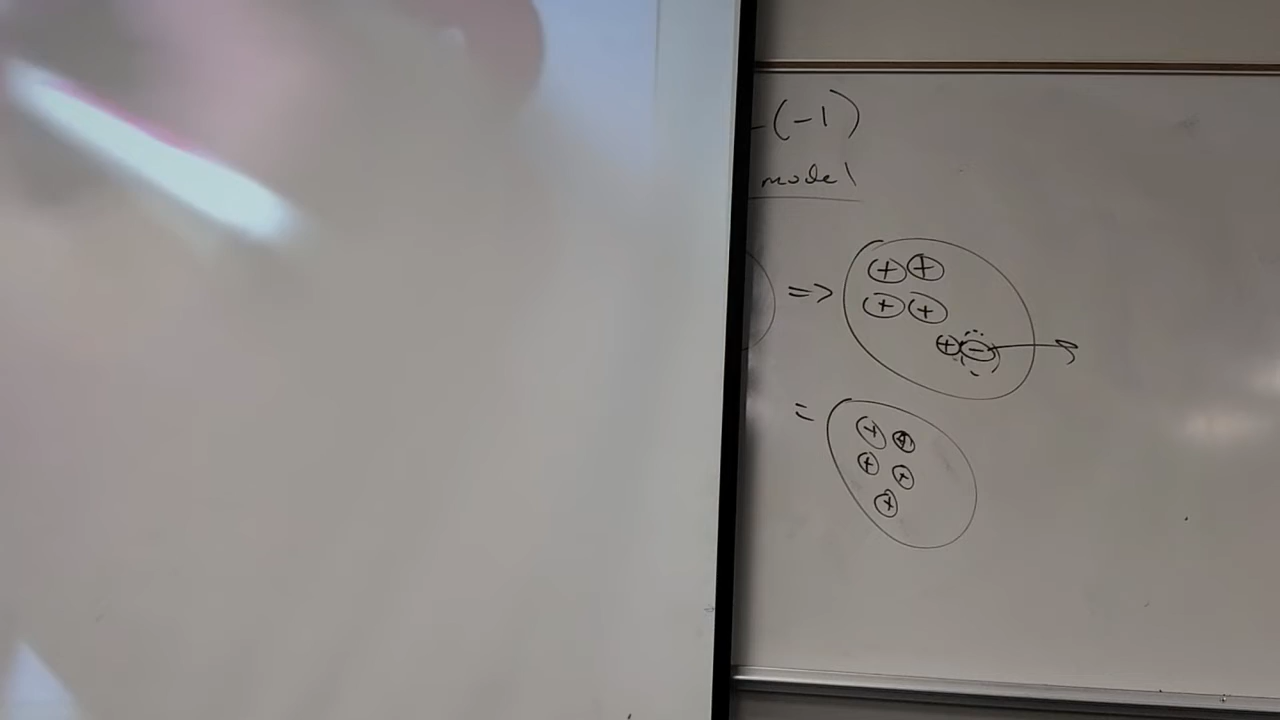 -(-1)
model
=> + +
+ +
+ -
= + +
+ +
+